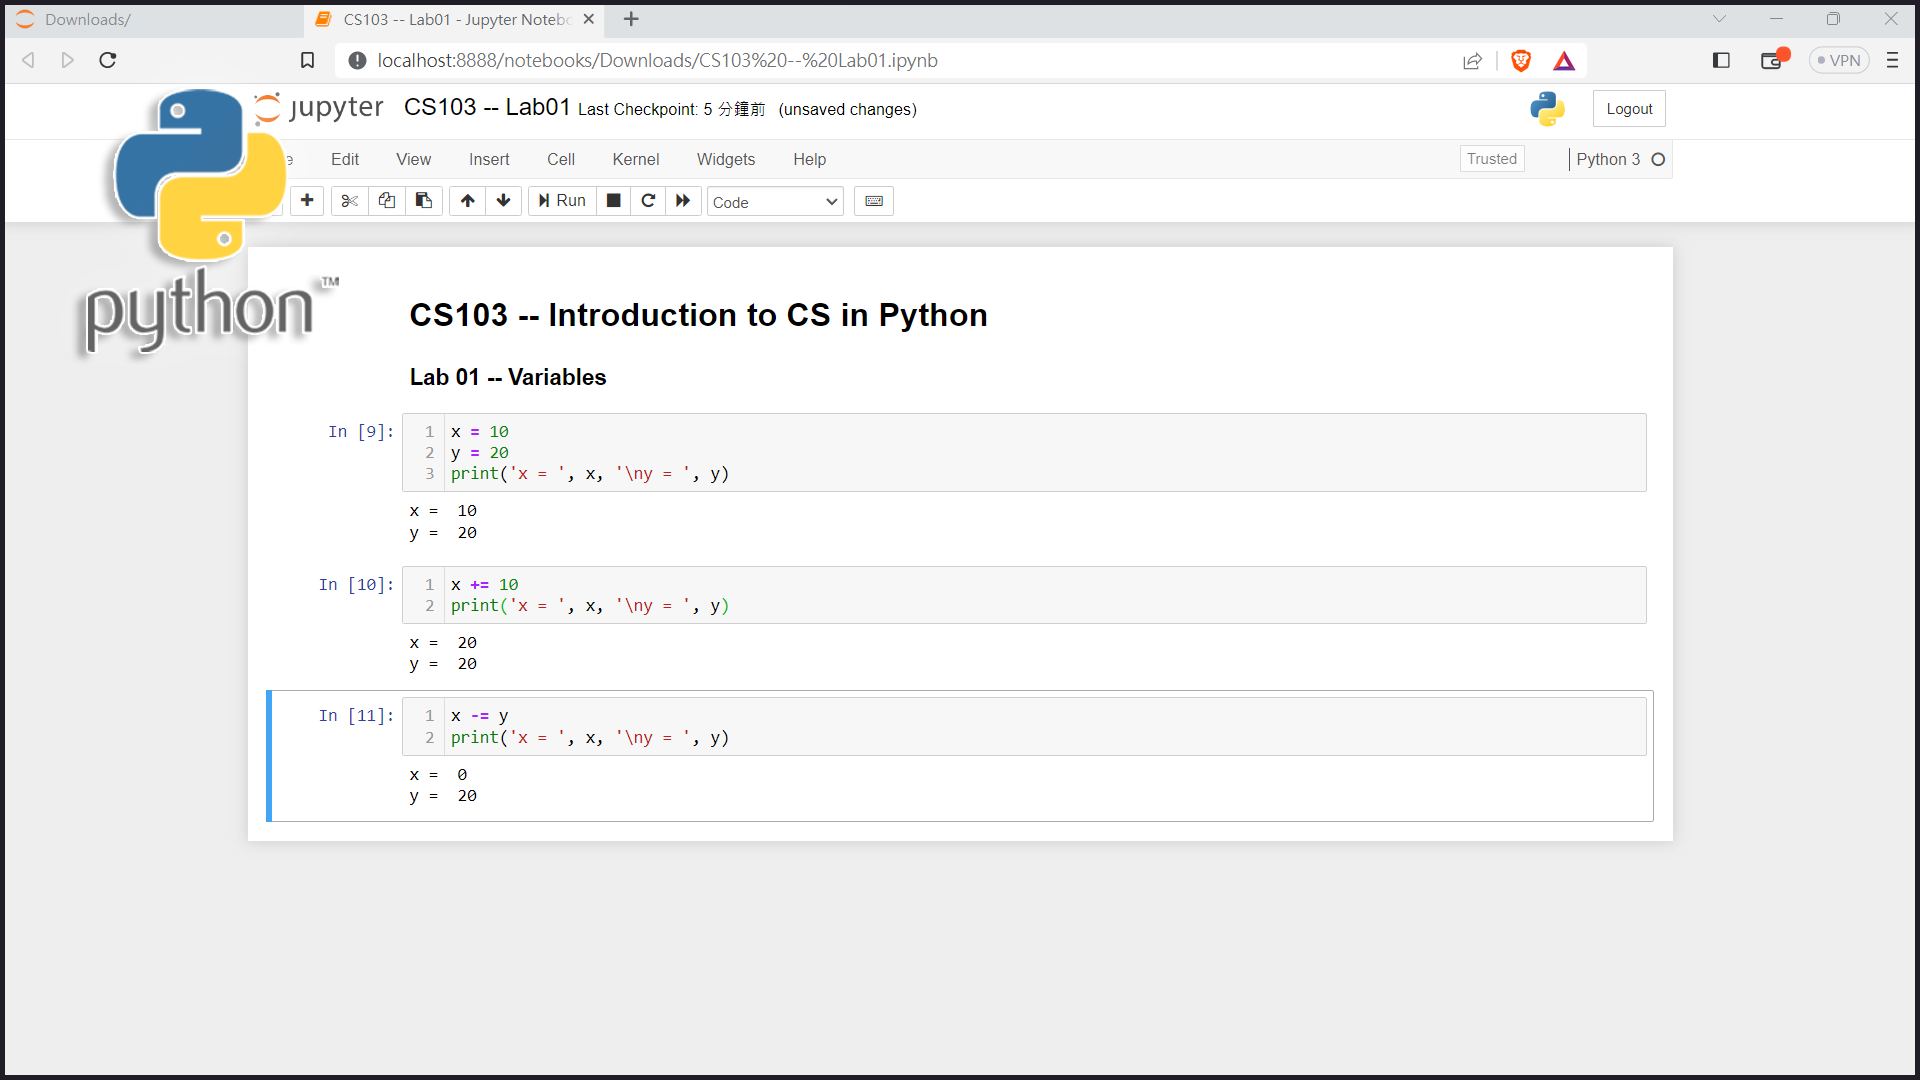 Downloads/
CS103 -- Lab01 - Jupyter Notebo
localhost:8888/notebooks/Downloads/CS103%20--%20Lab01.ipynb
VPN
jupyter CS103 -- Lab01 Last Checkpoint: 5 分鐘前 (unsaved changes)
Logout
e Edit View Insert Cell Kernel Widgets Help
Trusted
Python 3
Run
Code
python™
CS103 -- Introduction to CS in Python
Lab 01 -- Variables
In [9]:
1 x = 10
2 y = 20
3 print('x = ', x, '\ny = ', y)
x =  10
y =  20
In [10]:
1 x += 10
2 print('x = ', x, '\ny = ', y)
x =  20
y =  20
In [11]:
1 x -= y
2 print('x = ', x, '\ny = ', y)
x =  0
y =  20